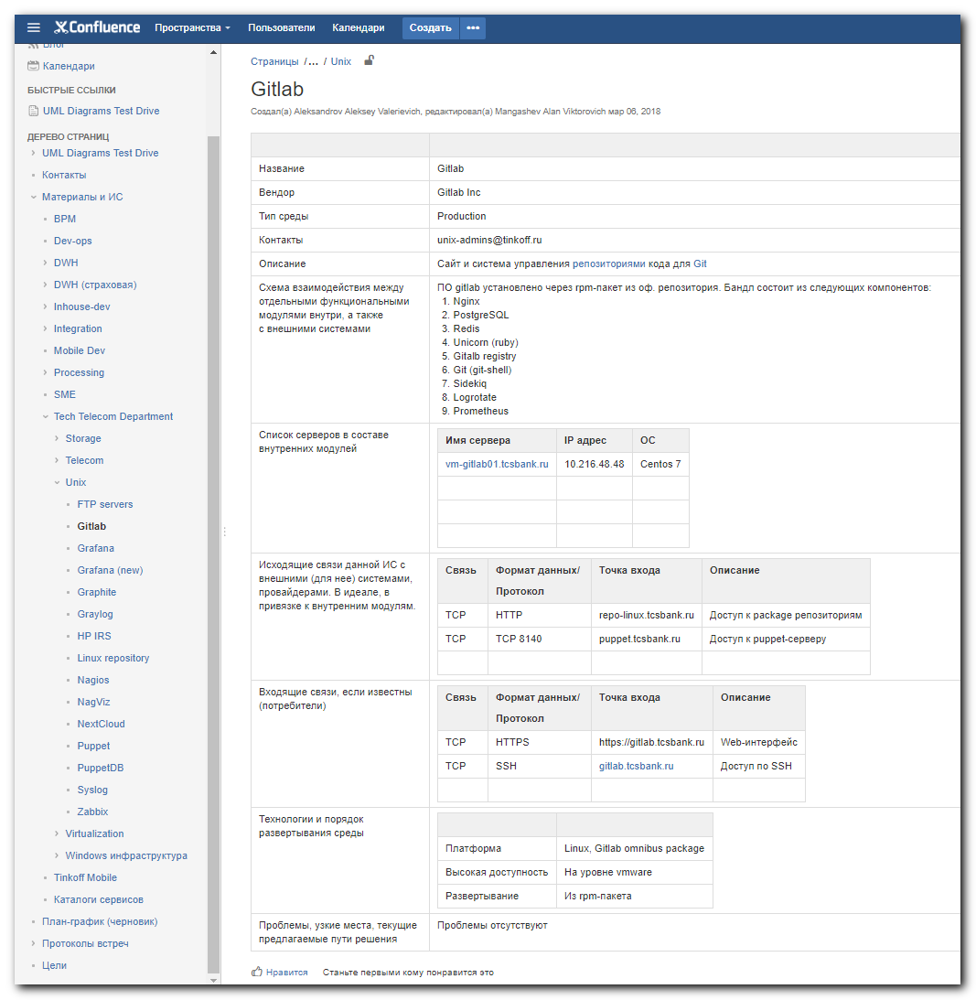 Confluence Пространства Пользователи Календари Создать •••
Блог
Календари
БЫСТРЫЕ ССЫЛКИ
UML Diagrams Test Drive
ДЕРЕВО СТРАНИЦ
UML Diagrams Test Drive
Контакты
Материалы и ИС
BPM
Dev-ops
DWH
DWH (страховая)
Inhouse-dev
Integration
Mobile Dev
Processing
SME
Tech Telecom Department
Storage
Telecom
Unix
FTP servers
Gitlab
Grafana
Grafana (new)
Graphite
Graylog
HP IRS
Linux repository
Nagios
NagViz
NextCloud
Puppet
PuppetDB
Syslog
Zabbix
Virtualization
Windows инфраструктура
Tinkoff Mobile
Каталоги сервисов
План-график (черновик)
Протоколы встреч
Цели
Страницы /... / Unix
Gitlab
Создал(а) Aleksandrov Aleksey Valerievich, редактировал(а) Mangashev Alan Viktorovich мар 06, 2018
Название Gitlab
Вендор Gitlab Inc
Тип среды Production
Контакты unix-admins@tinkoff.ru
Описание Сайт и система управления репозиториями кода для Git
Схема взаимодействия между
отдельными функциональными
модулями внутри, а также
с внешними системами
ПО gitlab установлено через rpm-пакет из оф. репозитория. Бандл состоит из следующих компонентов:
1. Nginx
2. PostgreSQL
3. Redis
4. Unicorn (ruby)
5. Gitalb registry
6. Git (git-shell)
7. Sidekiq
8. Logrotate
9. Prometheus
Список серверов в составе
внутренних модулей
Имя сервера IP адрес ОС
vm-gitlab01.tcsbank.ru 10.216.48.48 Centos 7
Исходящие связи данной ИС с
внешними (для нее) системами,
провайдерами. В идеале, в
привязке к внутренним модулям.
Связь Формат данных/ Точка входа Описание
Протокол
TCP HTTP repo-linux.tcsbank.ru Доступ к package репозиториям
TCP TCP 8140 puppet.tcsbank.ru Доступ к puppet-серверу
Входящие связи, если известны
(потребители)
Связь Формат данных/ Точка входа Описание
Протокол
TCP HTTPS https://gitlab.tcsbank.ru Web-интерфейс
TCP SSH gitlab.tcsbank.ru Доступ по SSH
Технологии и порядок
развертывания среды
Платформа Linux, Gitlab omnibus package
Высокая доступность На уровне vmware
Развертывание Из rpm-пакета
Проблемы, узкие места, текущие
предлагаемые пути решения
Проблемы отсутствуют
Нравится Станьте первыми кому понравится это